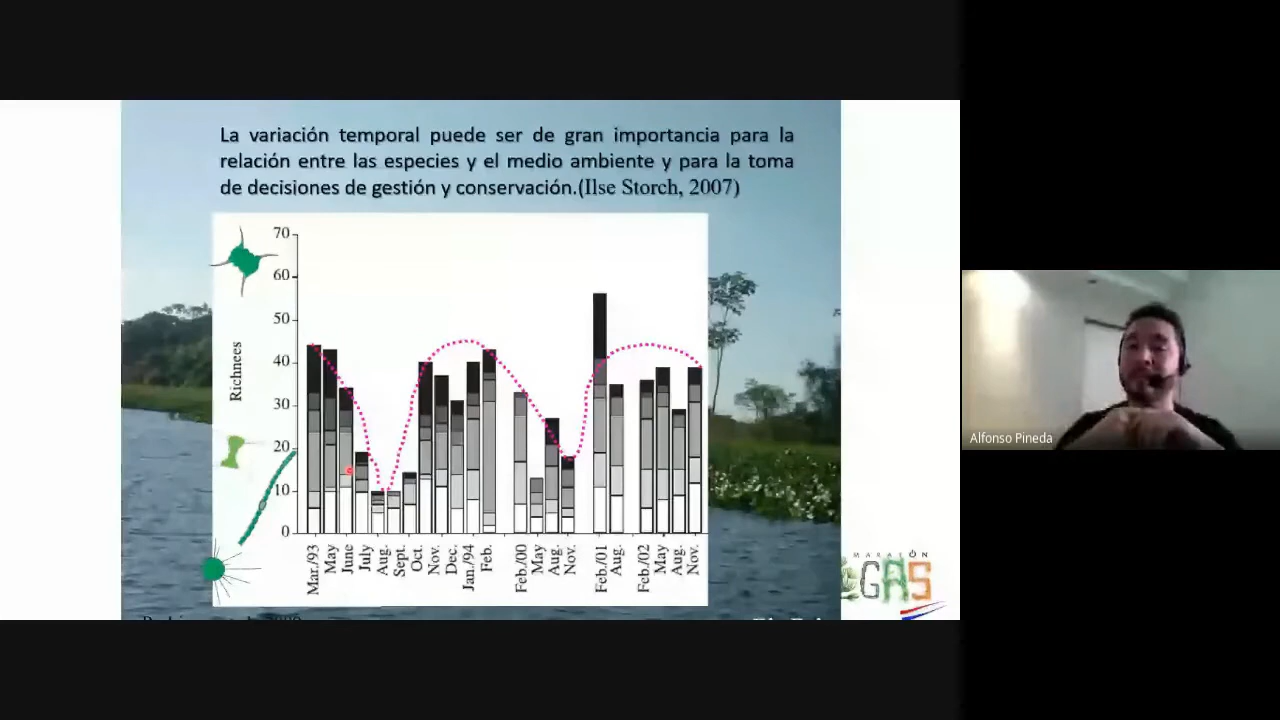 La variación temporal puede ser de gran importancia para la
relación entre las especies y el medio ambiente y para la toma
de decisiones de gestión y conservación.(Ilse Storch, 2007)
70
60
50
40
30
20
10
0
Richnees
Mar./93
May
June
July
Aug.
Sept.
Oct.
Nov.
Dec.
Jan./94
Feb.
Feb./00
May
Aug.
Nov.
Feb./01
Aug.
Feb./02
May
Aug.
Nov.
MARATÓN
GAS
Alfonso Pineda